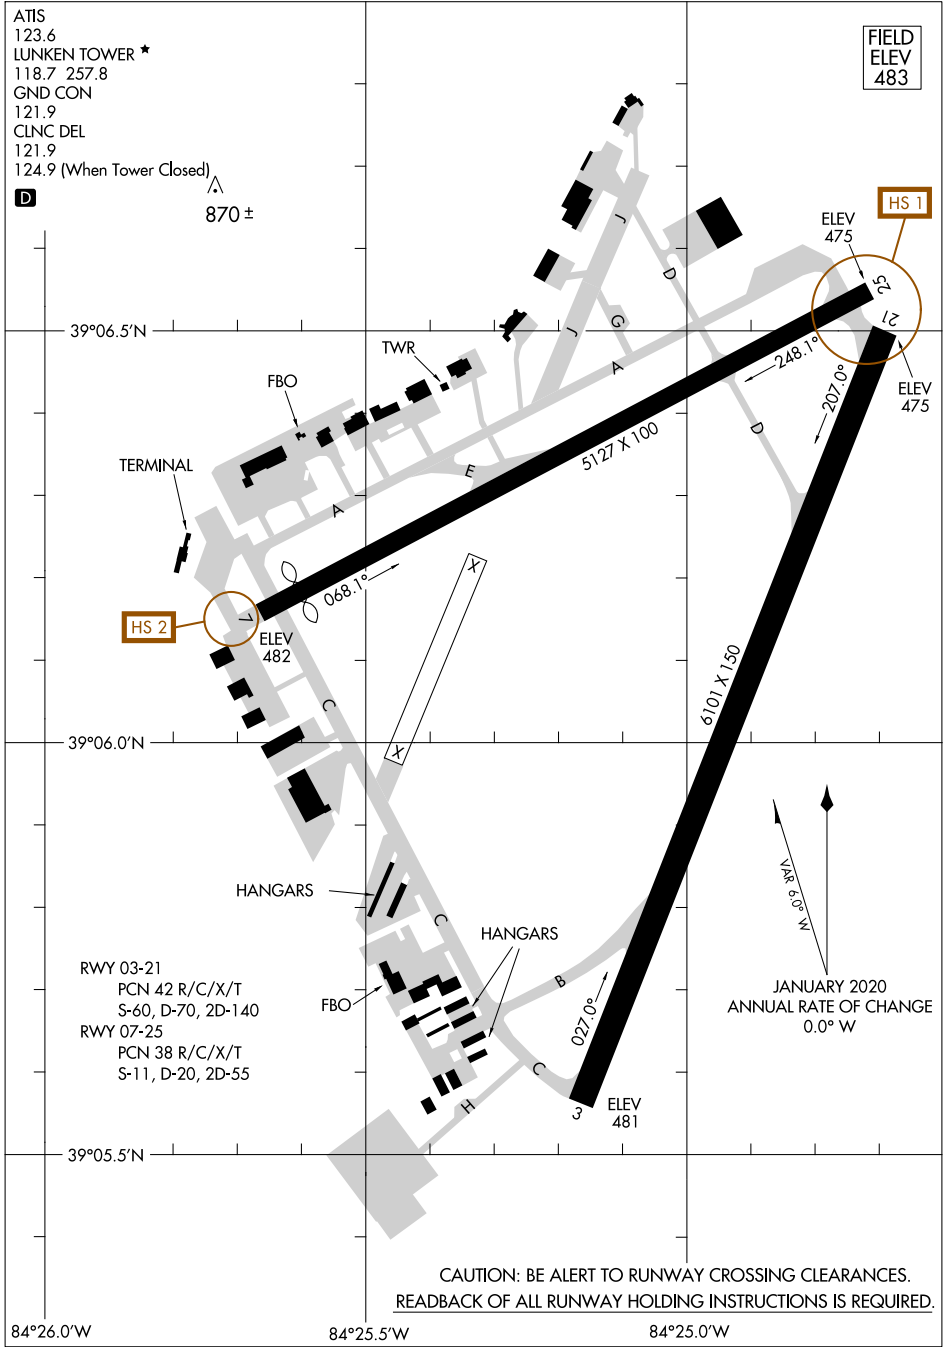 ATIS
123.6
LUNKEN TOWER ★
118.7 257.8
GND CON
121.9
CLNC DEL
121.9
124.9 (When Tower Closed)
D
870 ±
FIELD
ELEV
483
HS 1
ELEV
475
25
21
ELEV
475
J
D
39°06.5'N
G
J
TWR
A
248.1°
207.0°
FBO
D
5127 X 100
TERMINAL
E
A
X
068.1°
HS 2
7
ELEV
482
C
6101 X 150
39°06.0'N
X
VAR 6.0° W
HANGARS
C
HANGARS
RWY 03-21
PCN 42 R/C/X/T
S-60, D-70, 2D-140
RWY 07-25
PCN 38 R/C/X/T
S-11, D-20, 2D-55
FBO
B
027.0°
JANUARY 2020
ANNUAL RATE OF CHANGE
0.0° W
C
H
3
ELEV
481
39°05.5'N
CAUTION: BE ALERT TO RUNWAY CROSSING CLEARANCES.
READBACK OF ALL RUNWAY HOLDING INSTRUCTIONS IS REQUIRED.
84°26.0'W
84°25.5'W
84°25.0'W